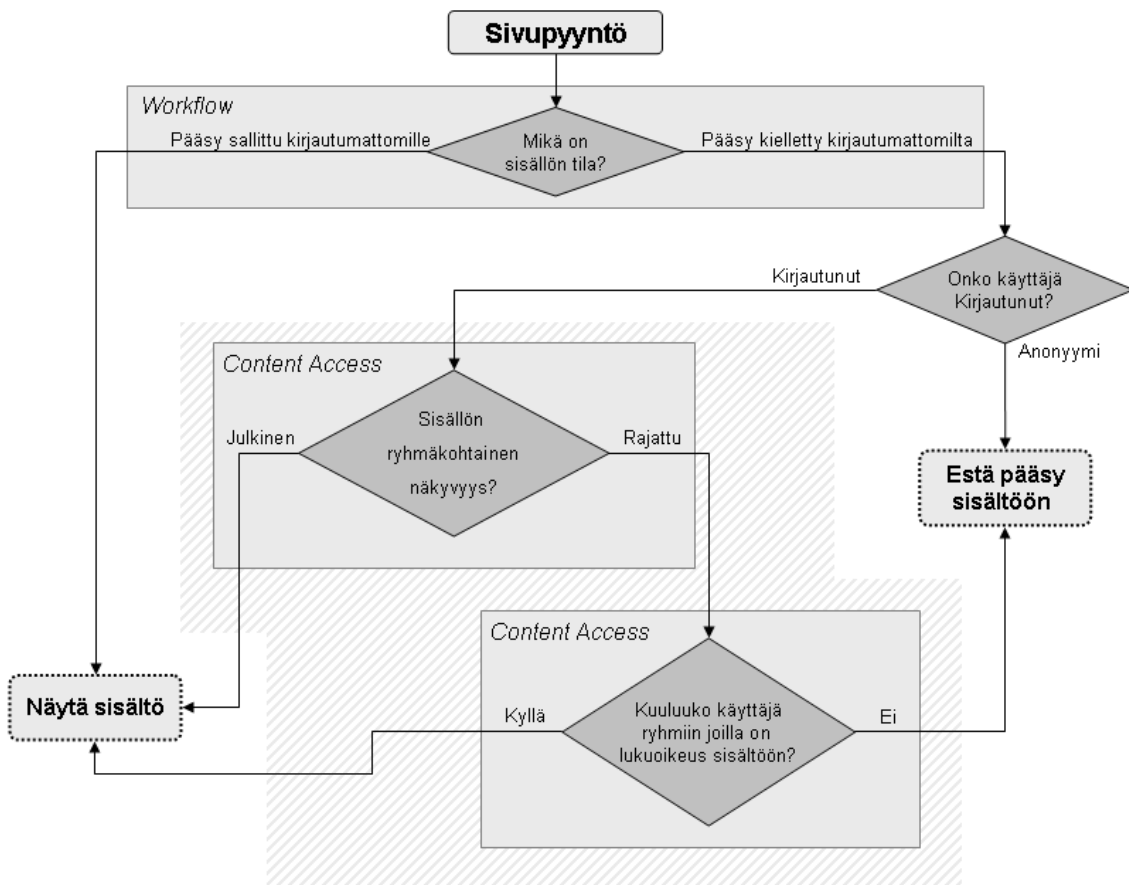 Sivupyyntö
Workflow
Pääsy sallittu kirjautumattomille
Mikä on
sisällön tila?
Pääsy kielletty kirjautumattomilta
Kirjautunut
Onko käyttäjä
Kirjautunut?
Anonyymi
Content Access
Julkinen
Sisällön
ryhmäkohtainen
näkyvyys?
Rajattu
Estä pääsy
sisältöön
Content Access
Näytä sisältö
Kyllä
Kuuluuko käyttäjä
ryhmiin joilla on
lukuoikeus sisältöön?
Ei